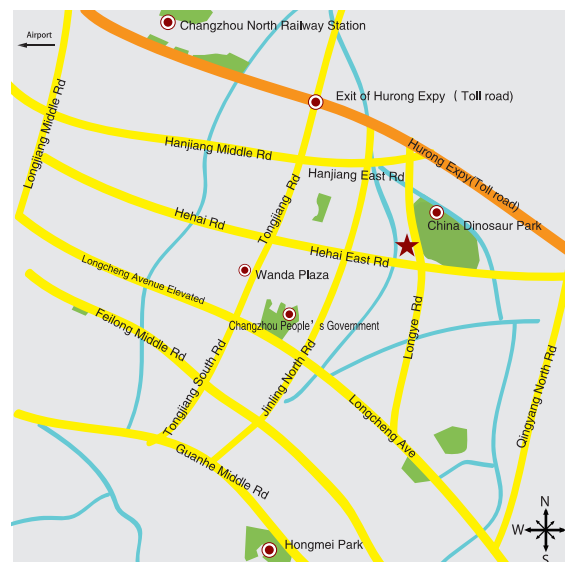 Changzhou North Railway Station
Airport
Exit of Hurong Expy （ Toll road)
Longjiang Middle Rd
Hanjiang Middle Rd
Hurong Expy(Toll road)
Hanjiang East Rd
Tongjiang Rd
Hehai Rd
China Dinosaur Park
Hehai East Rd
Longcheng Avenue Elevated
Wanda Plaza
Changzhou People’s Government
Longye Rd
Feilong Middle Rd
Tongjiang South Rd
Jinling North Rd
Longcheng Ave
Qingyang North Rd
Guanhe Middle Rd
N
W
E
S
Hongmei Park